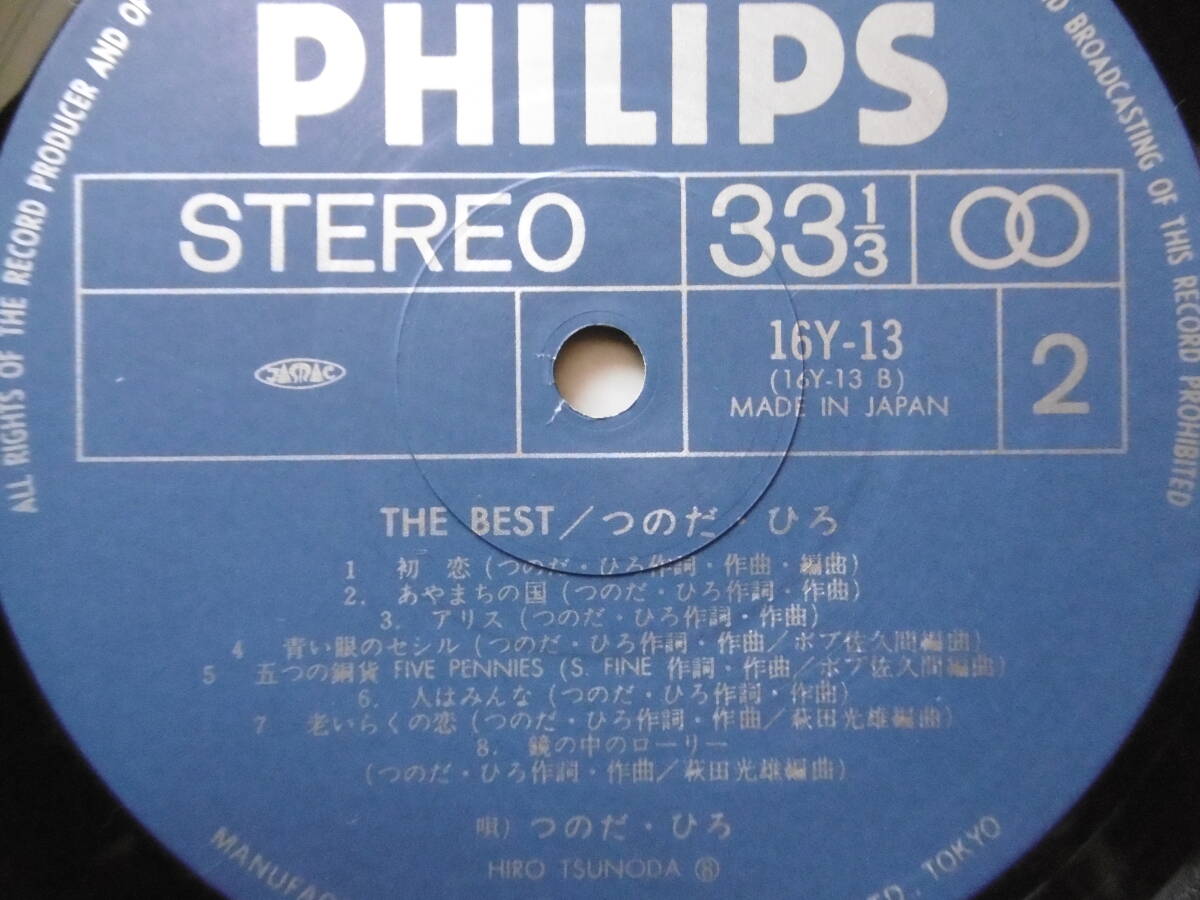 PHILIPS
ALL RIGHTS OF THE RECORD PRODUCER AND
BROADCASTING OF THIS RECORD PROHIBITED
STEREO 33 1/3
JASRAC
16Y-13
(16Y-13 B)
MADE IN JAPAN
2
THE BEST/つのだ・ひろ
1 初恋(つのだ・ひろ作詞・作曲・編曲)
2. あやまちの国(つのだ・ひろ作詞・作曲)
3. アリス(つのだ・ひろ作詞・作曲)
4 青い眼のセシル(つのだ・ひろ作詞・作曲/ボブ佐久間編曲)
5 五つの銅貨 FIVE PENNIES (S. FINE 作詞・作曲/ボブ佐久間編曲)
6. 人はみんな(つのだ・ひろ作詞・作曲)
7 老いらくの恋(つのだ・ひろ作詞・作曲/萩田光雄編曲)
8. 鏡の中のローリー
(つのだ・ひろ作詞・作曲/萩田光雄編曲)
唄)つのだ・ひろ
HIRO TSUNODA Ⓑ
TOKYO